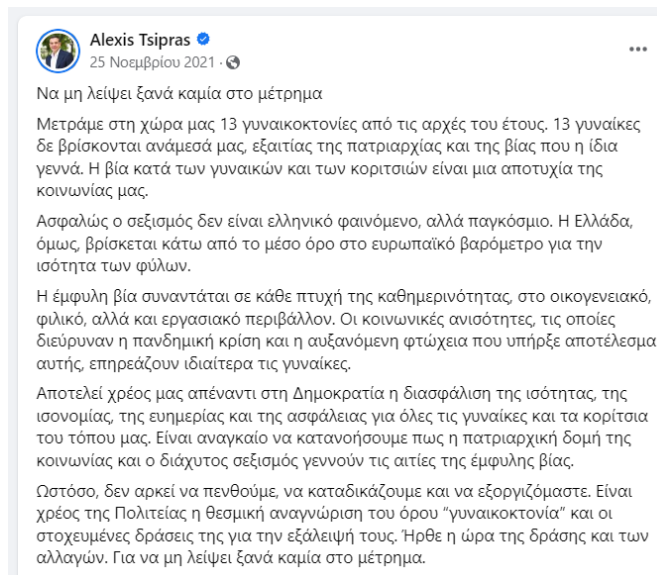 Alexis Tsipras
25 Νοεμβρίου 2021 ·
Να μη λείψει ξανά καμία στο μέτρημα
Μετράμε στη χώρα μας 13 γυναικοκτονίες από τις αρχές του έτους. 13 γυναίκες
δε βρίσκονται ανάμεσά μας, εξαιτίας της πατριαρχίας και της βίας που η ίδια
γεννά. Η βία κατά των γυναικών και των κοριτσιών είναι μια αποτυχία της
κοινωνίας μας.
Ασφαλώς ο σεξισμός δεν είναι ελληνικό φαινόμενο, αλλά παγκόσμιο. Η Ελλάδα,
όμως, βρίσκεται κάτω από το μέσο όρο στο ευρωπαϊκό βαρόμετρο για την
ισότητα των φύλων.
Η έμφυλη βία συναντάται σε κάθε πτυχή της καθημερινότητας, στο οικογενειακό,
φιλικό, αλλά και εργασιακό περιβάλλον. Οι κοινωνικές ανισότητες, τις οποίες
διεύρυναν η πανδημική κρίση και η αυξανόμενη φτώχεια που υπήρξε αποτέλεσμα
αυτής, επηρεάζουν ιδιαίτερα τις γυναίκες.
Αποτελεί χρέος μας απέναντι στη Δημοκρατία η διασφάλιση της ισότητας, της
ισονομίας, της ευημερίας και της ασφάλειας για όλες τις γυναίκες και τα κορίτσια
του τόπου μας. Είναι αναγκαίο να κατανοήσουμε πως η πατριαρχική δομή της
κοινωνίας και ο διάχυτος σεξισμός γεννούν τις αιτίες της έμφυλης βίας.
Ωστόσο, δεν αρκεί να πενθούμε, να καταδικάζουμε και να εξοργιζόμαστε. Είναι
χρέος της Πολιτείας η θεσμική αναγνώριση του όρου “γυναικοκτονία” και οι
στοχευμένες δράσεις της για την εξάλειψή τους. Ήρθε η ώρα της δράσης και των
αλλαγών. Για να μη λείψει ξανά καμία στο μέτρημα.